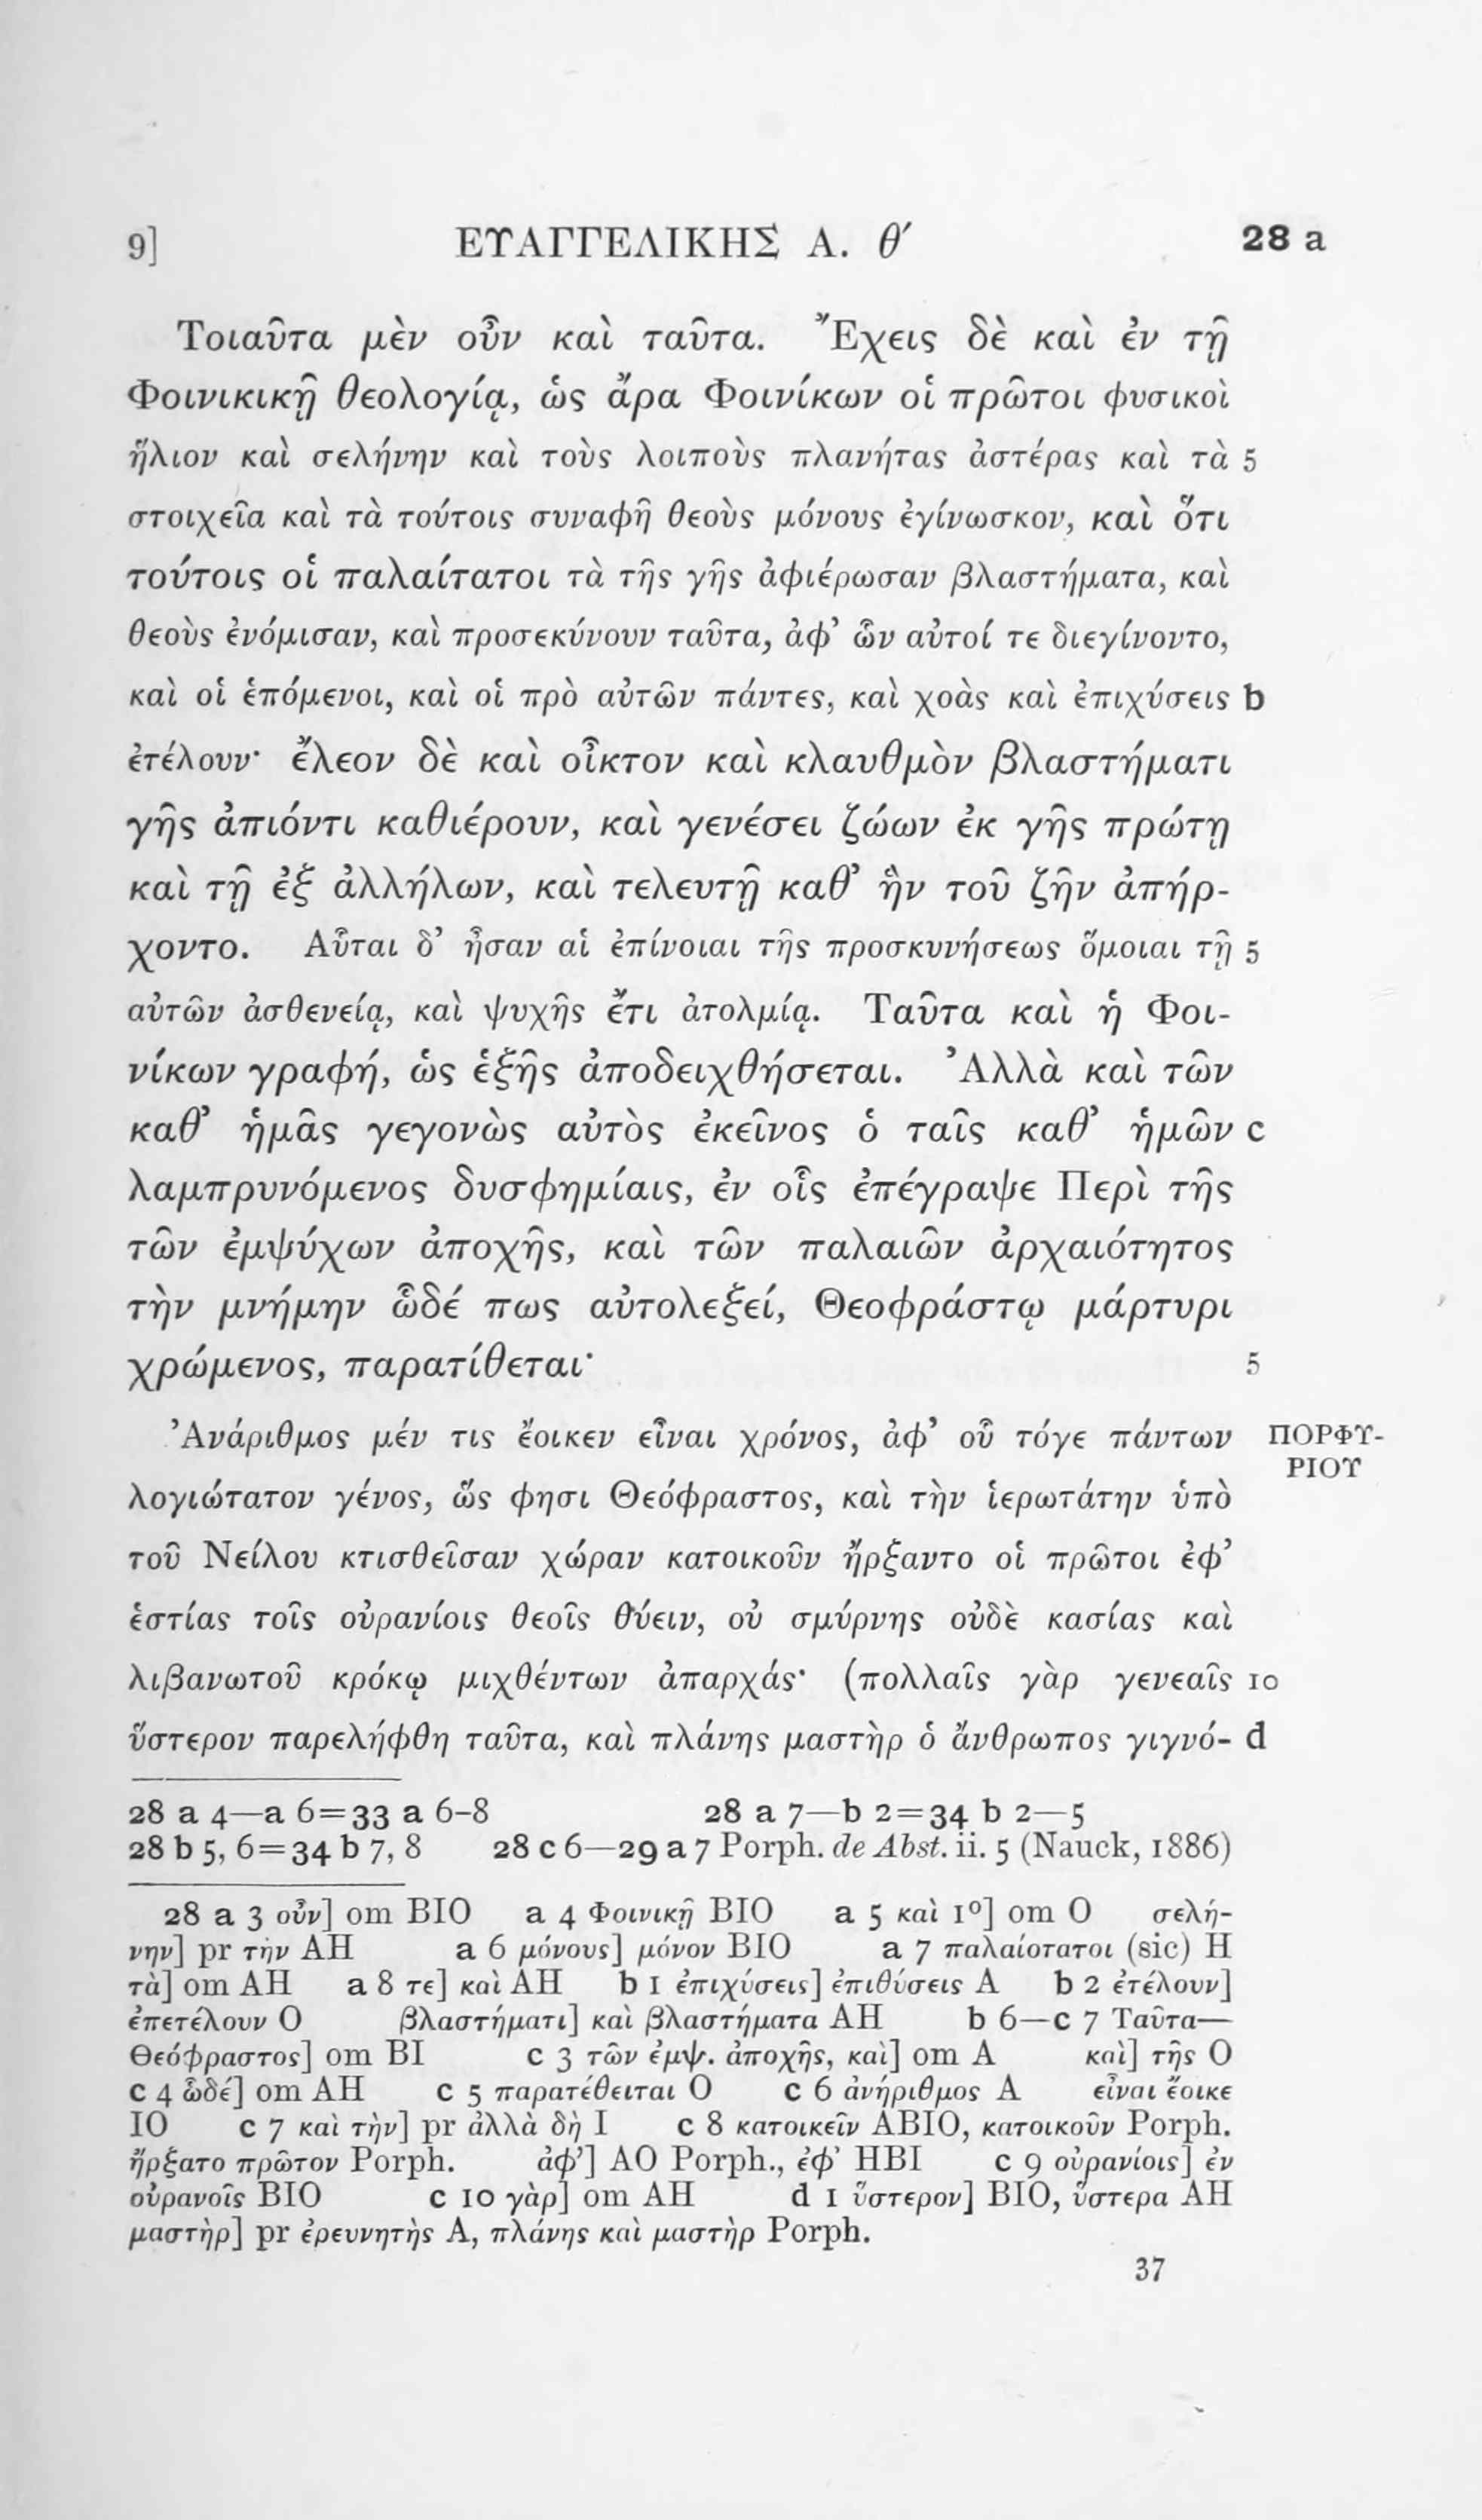 9] ΕΥΑΓΓΕΛΙΚΗΣ Α. θ′ 28 a
Τοιαῦτα μὲν οὖν καὶ ταῦτα. Ἔχεις δὲ καὶ ἐν τῇ
Φοινικικῇ θεολογίᾳ, ὡς ἄρα Φοινίκων οἱ πρῶτοι φυσικοὶ
ἥλιον καὶ σελήνην καὶ τοὺς λοιποὺς πλανήτας ἀστέρας καὶ τὰ 5
στοιχεῖα καὶ τὰ τούτοις συναφῆ θεοὺς μόνους ἐγίνωσκον, καὶ ὅτι
τούτοις οἱ παλαίτατοι τὰ τῆς γῆς ἀφιέρωσαν βλαστήματα, καὶ
θεοὺς ἐνόμισαν, καὶ προσεκύνουν ταῦτα, ἀφ’ ὧν αὐτοί τε διεγίνοντο,
καὶ οἱ ἑπόμενοι, καὶ οἱ πρὸ αὐτῶν πάντες, καὶ χοὰς καὶ ἐπιχύσεις b
ἐτέλουν· ἔλεον δὲ καὶ οἶκτον καὶ κλαυθμὸν βλαστήματι
γῆς ἀπιόντι καθιέρουν, καὶ γενέσει ζώων ἐκ γῆς πρώτῃ
καὶ τῇ ἐξ ἀλλήλων, καὶ τελευτῇ καθ’ ἣν τοῦ ζῆν ἀπήρ-
χοντο. Αὗται δ’ ἦσαν αἱ ἐπίνοιαι τῆς προσκυνήσεως ὅμοιαι τῇ 5
αὐτῶν ἀσθενείᾳ, καὶ ψυχῆς ἔτι ἀτολμίᾳ. Ταῦτα καὶ ἡ Φοι-
νίκων γραφή, ὡς ἑξῆς ἀποδειχθήσεται. Ἀλλὰ καὶ τῶν
καθ’ ἡμᾶς γεγονὼς αὐτὸς ἐκεῖνος ὁ ταῖς καθ’ ἡμῶν c
λαμπρυνόμενος δυσφημίαις, ἐν οἷς ἐπέγραψε Περὶ τῆς
τῶν ἐμψύχων ἀποχῆς, καὶ τῶν παλαιῶν ἀρχαιότητος
τὴν μνήμην ὧδέ πως αὐτολεξεί, Θεοφράστῳ μάρτυρι
χρώμενος, παρατίθεται· 5
Ἀνάριθμος μέν τις ἔοικεν εἶναι χρόνος, ἀφ’ οὗ τόγε πάντων ΠΟΡΦΥ-
ΡΙΟΥ
λογιώτατον γένος, ὥς φησι Θεόφραστος, καὶ τὴν ἱερωτάτην ὑπὸ
τοῦ Νείλου κτισθεῖσαν χώραν κατοικοῦν ἤρξαντο οἱ πρῶτοι ἐφ’
ἑστίας τοῖς οὐρανίοις θεοῖς θύειν, οὐ σμύρνης οὐδὲ κασίας καὶ
λιβανωτοῦ κρόκῳ μιχθέντων ἀπαρχάς· (πολλαῖς γὰρ γενεαῖς 10
ὕστερον παρελήφθη ταῦτα, καὶ πλάνης μαστὴρ ὁ ἄνθρωπος γιγνό- d
28 a 4—a 6=33 a 6-8 28 a 7—b 2=34 b 2—5
28 b 5, 6=34 b 7, 8 28 c 6—29 a 7 Porph. de Abst. ii. 5 (Nauck, 1886)
28 a 3 οὖν] om BIO a 4 Φοινικῇ BIO a 5 καὶ 1º] om O σελή-
νην] pr τὴν AH a 6 μόνους] μόνον BIO a 7 παλαίοτατοι (sic) H
τὰ] om AH a 8 τε] καὶ AH b 1 ἐπιχύσεις] ἐπιθύσεις A b 2 ἐτέλουν]
ἐπετέλουν O βλαστήματι] καὶ βλαστήματα AH b 6—c 7 Ταῦτα—
Θεόφραστος] om BI c 3 τῶν ἐμψ. ἀποχῆς, καὶ] om A καὶ] τῆς O
c 4 ὧδέ] om AH c 5 παρατέθειται O c 6 ἀνήριθμος A εἶναι ἔοικε
IO c 7 καὶ τὴν] pr ἀλλὰ δὴ I c 8 κατοικεῖν ABIO, κατοικοῦν Porph.
ἤρξατο πρῶτον Porph. ἀφ’] AO Porph., ἐφ’ HBI c 9 οὐρανίοις] ἐν
οὐρανοῖς BIO c 10 γὰρ] om AH d 1 ὕστερον] BIO, ὕστερα AH
μαστὴρ] pr ἐρευνητὴς A, πλάνης καὶ μαστὴρ Porph.
37